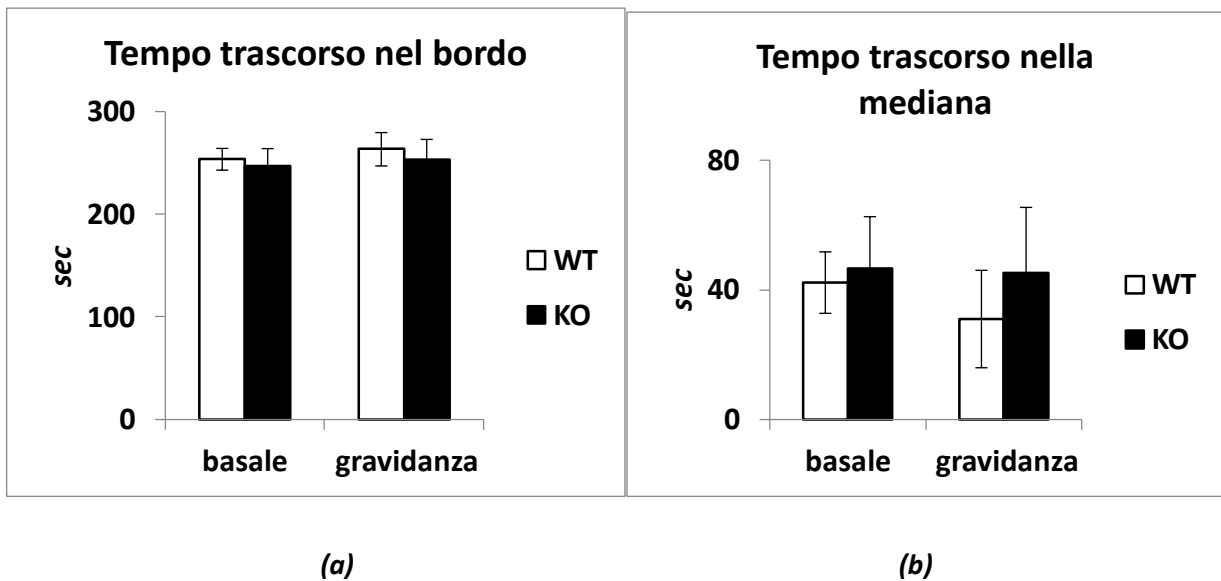 Tempo trascorso nel bordo
300
200
100
0
sec
basale
gravidanza
WT
KO
(a)
Tempo trascorso nella
mediana
80
40
0
sec
basale
gravidanza
WT
KO
(b)